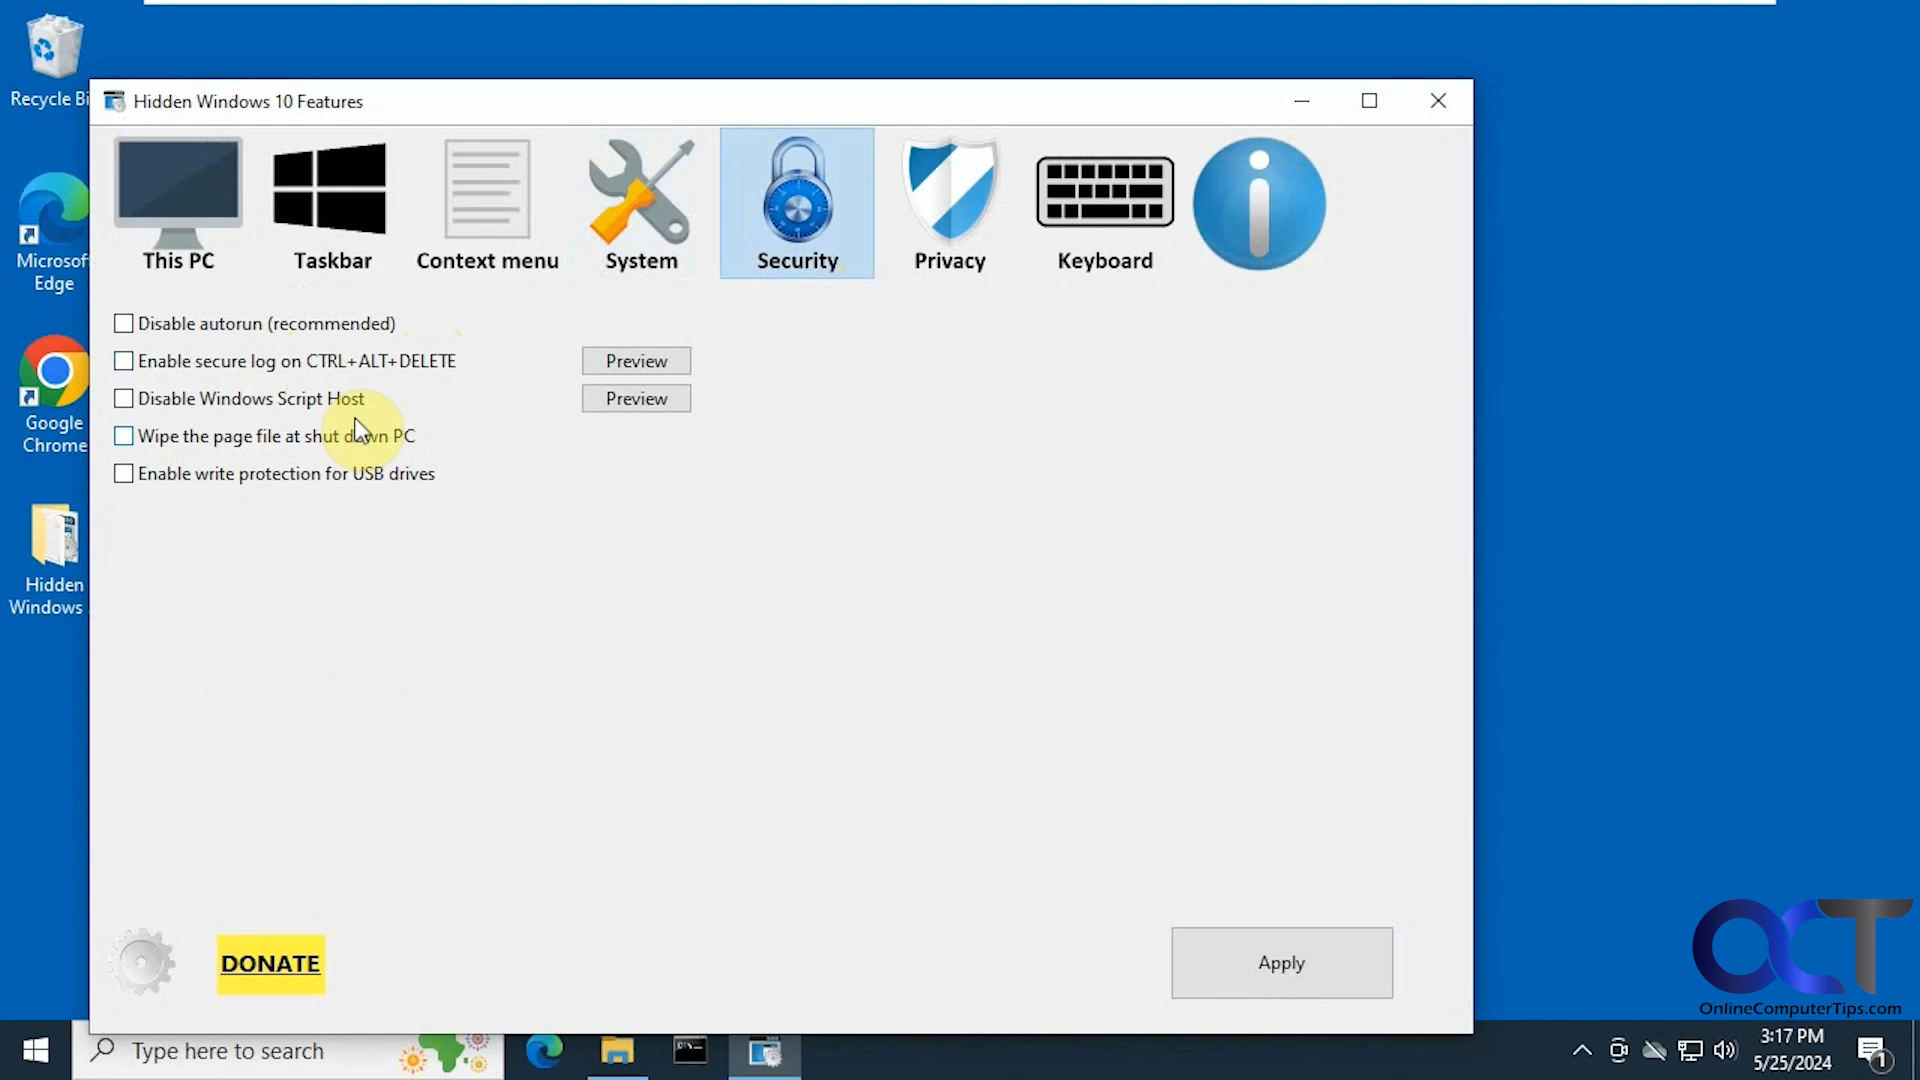 Recycle Bi
Microsof
Edge
Google
Chrome
Hidden
Windows
Hidden Windows 10 Features
This PC
Taskbar
Context menu
System
Security
Privacy
Keyboard
Disable autorun (recommended)
Enable secure log on CTRL+ALT+DELETE
Preview
Disable Windows Script Host
Preview
Wipe the page file at shut down PC
Enable write protection for USB drives
DONATE
Apply
OCT
OnlineComputerTips.com
Type here to search
3:17 PM
5/25/2024
1